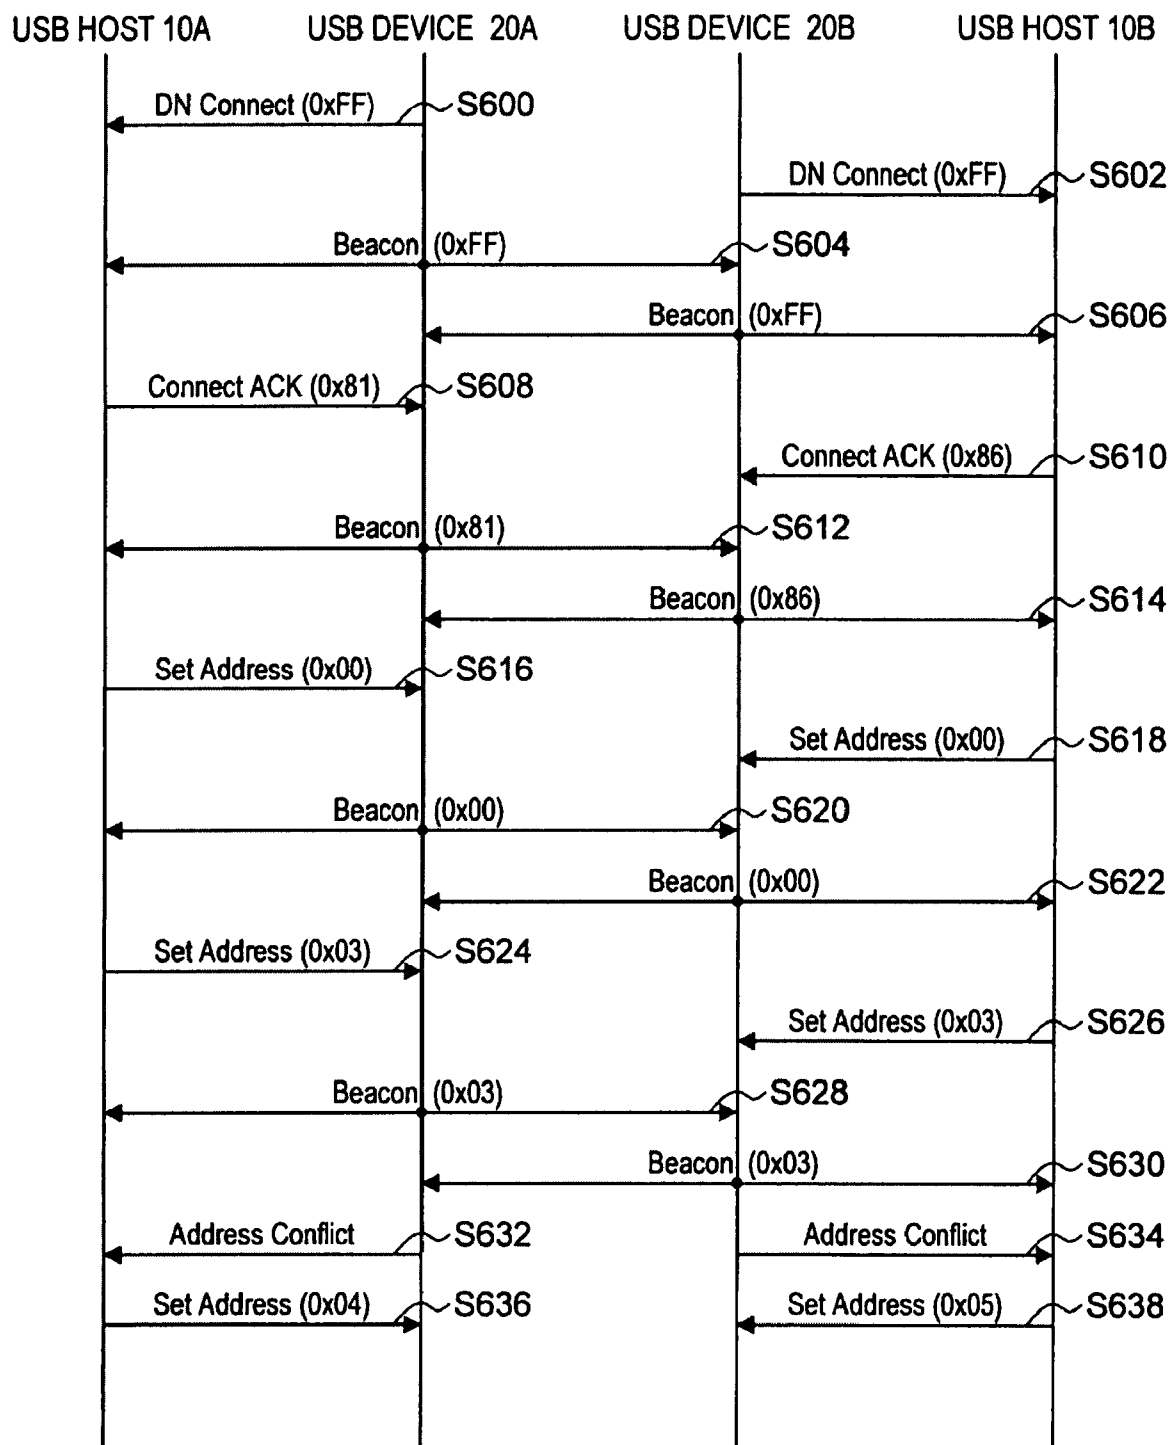 USB HOST 10A
USB DEVICE 20A
USB DEVICE 20B
USB HOST 10B
DN Connect (0xFF)
S600
DN Connect (0xFF)
S602
Beacon (0xFF)
S604
Beacon (0xFF)
S606
Connect ACK (0x81)
S608
Connect ACK (0x86)
S610
Beacon (0x81)
S612
Beacon (0x86)
S614
Set Address (0x00)
S616
Set Address (0x00)
S618
Beacon (0x00)
S620
Beacon (0x00)
S622
Set Address (0x03)
S624
Set Address (0x03)
S626
Beacon (0x03)
S628
Beacon (0x03)
S630
Address Conflict
S632
Address Conflict
S634
Set Address (0x04)
S636
Set Address (0x05)
S638